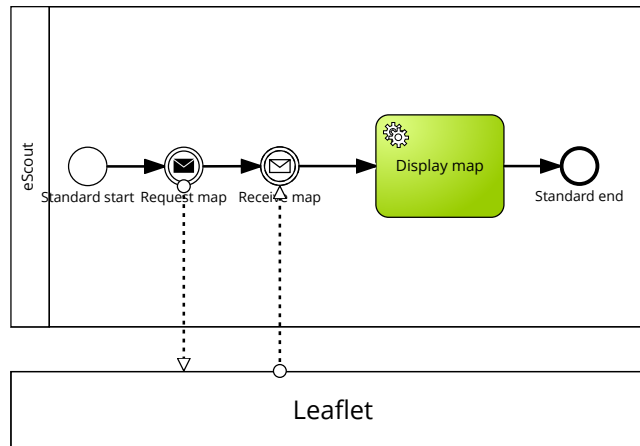 eScout
Standard start
Request map
Receive map
Display map
Standard end
Leaflet